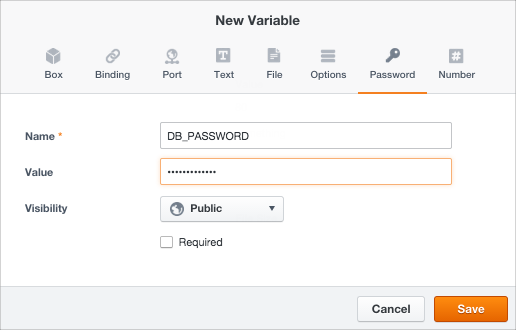 New Variable
Box Binding Port Text File Options Password Number
Name *
DB_PASSWORD
Value
•••••••••••••
Visibility
Public
Required
Cancel Save